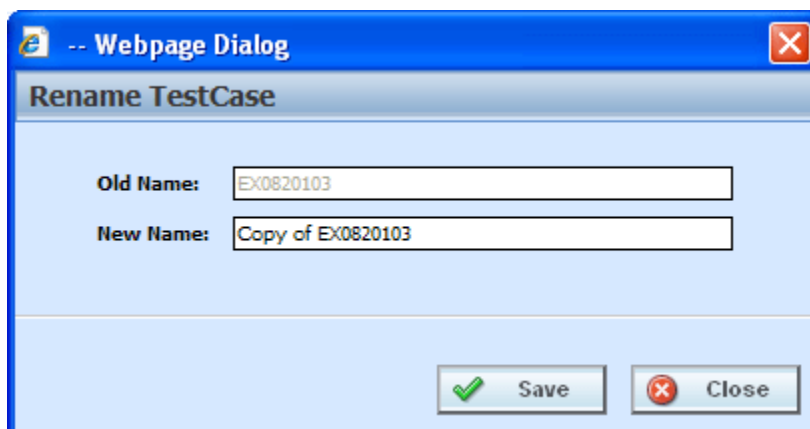 -- Webpage Dialog
Rename TestCase
Old Name: EX0820103
New Name: Copy of EX0820103
Save Close